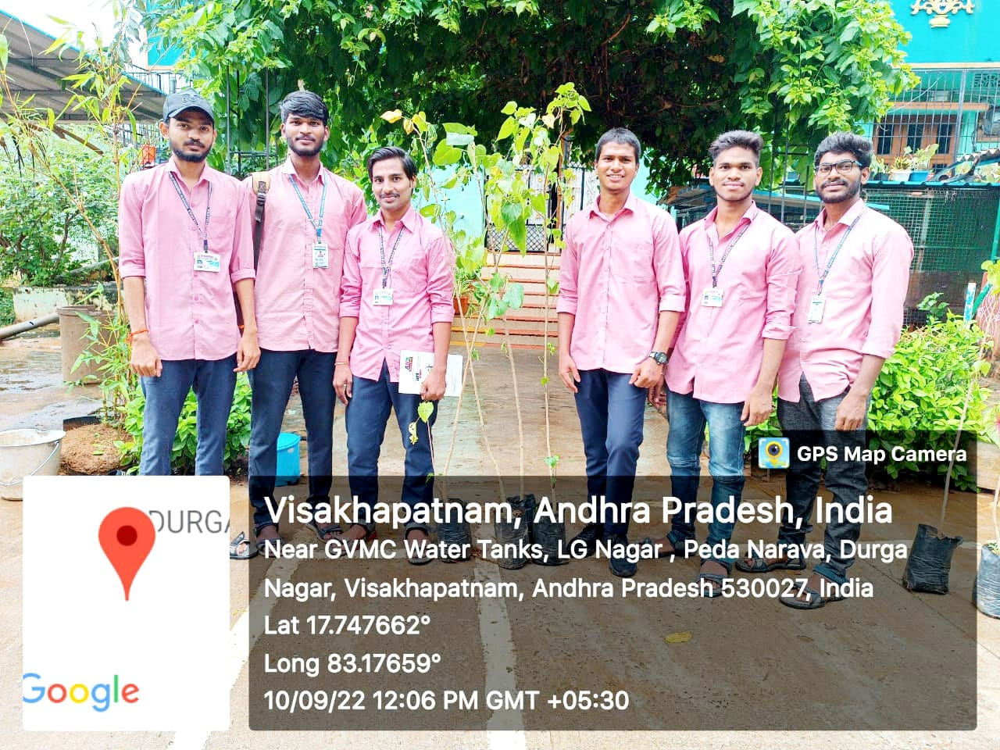 GPS Map Camera
DURGA
Visakhapatnam, Andhra Pradesh, India
Near GVMC Water Tanks, LG Nagar , Peda Narava, Durga
Nagar, Visakhapatnam, Andhra Pradesh 530027, India
Lat 17.747662°
Long 83.17659°
10/09/22 12:06 PM GMT +05:30
Google